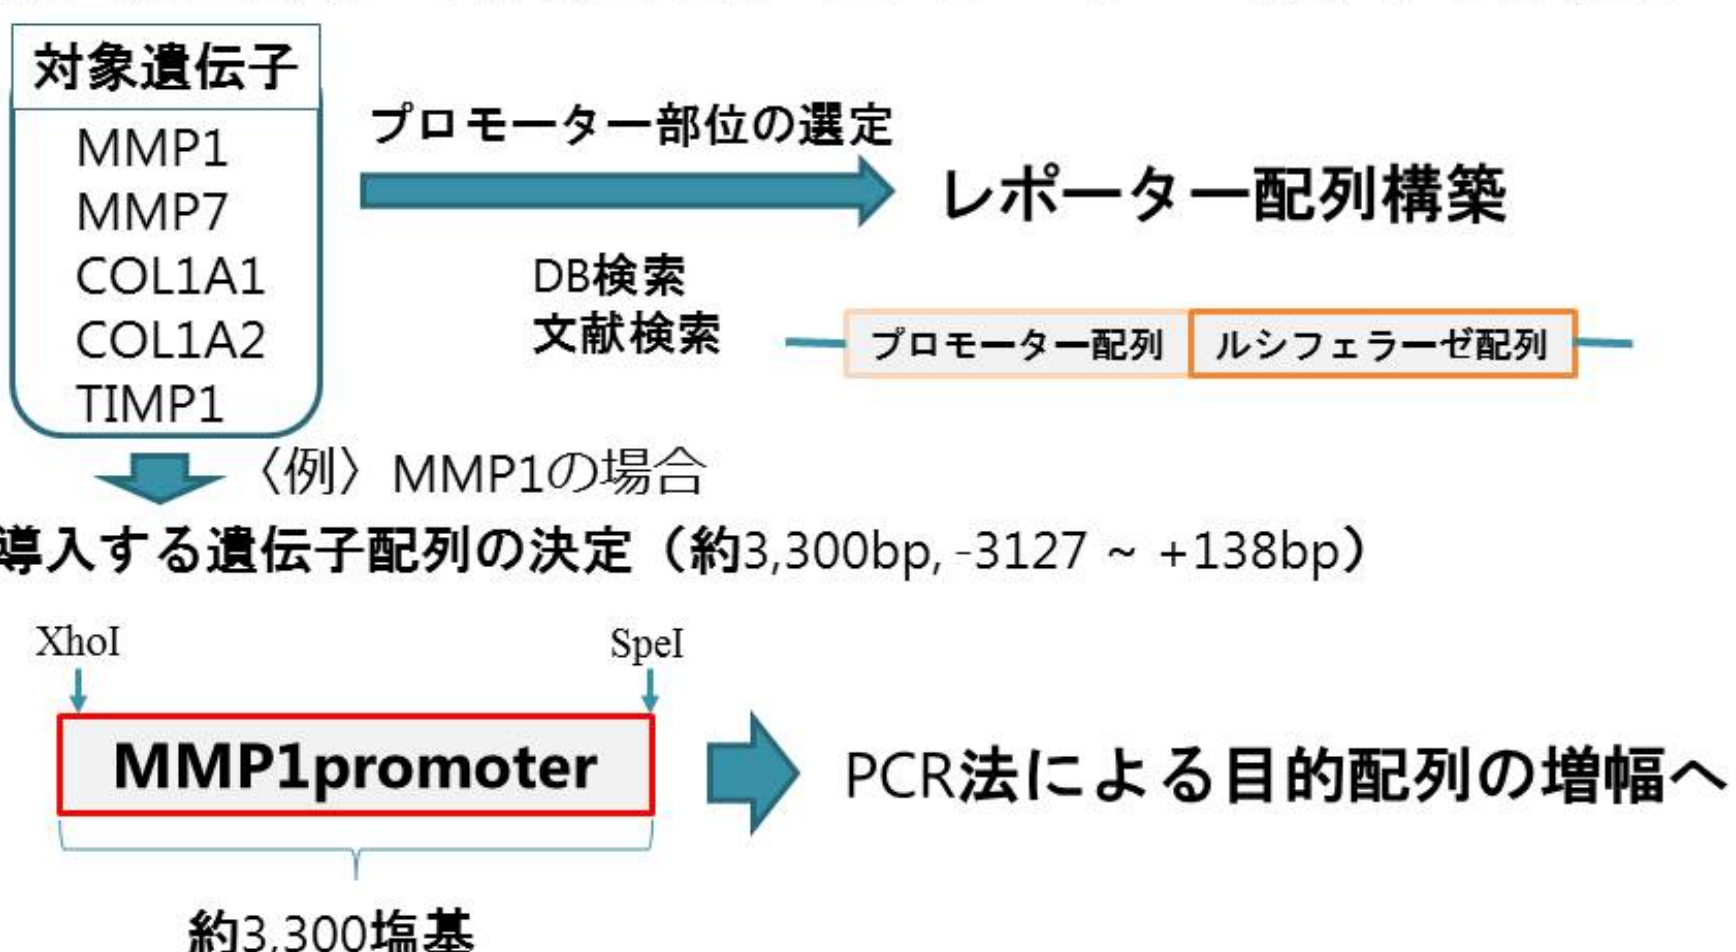 対象遺伝子
MMP1
MMP7
COL1A1
COL1A2
TIMP1
プロモーター部位の選定
レポーター配列構築
DB検索
文献検索
プロモーター配列
ルシフェラーゼ配列
〈例〉MMP1の場合
導入する遺伝子配列の決定（約3,300bp, -3127 ~ +138bp）
XhoI
SpeI
MMP1promoter
PCR法による目的配列の増幅へ
約3,300塩基